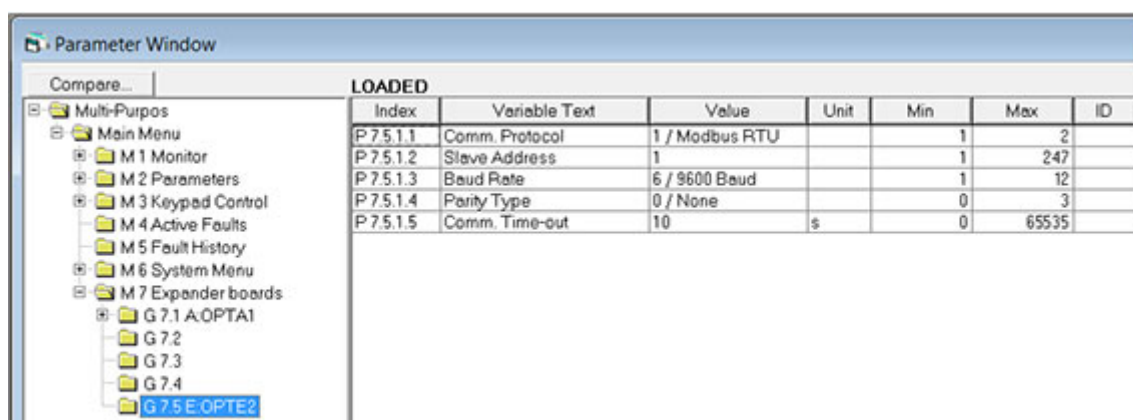 Parameter Window
Compare...
LOADED
Multi-Purpos
Main Menu
M 1 Monitor
M 2 Parameters
M 3 Keypad Control
M 4 Active Faults
M 5 Fault History
M 6 System Menu
M 7 Expander boards
G 7.1 A:OPTA1
G 7.2
G 7.3
G 7.4
G 7.5 E:OPTE2
Index Variable Text Value Unit Min Max ID
P 7.5.1.1 Comm. Protocol 1 / Modbus RTU 1 2
P 7.5.1.2 Slave Address 1 1 247
P 7.5.1.3 Baud Rate 6 / 9600 Baud 1 12
P 7.5.1.4 Parity Type 0 / None 0 3
P 7.5.1.5 Comm. Time-out 10 s 0 65535